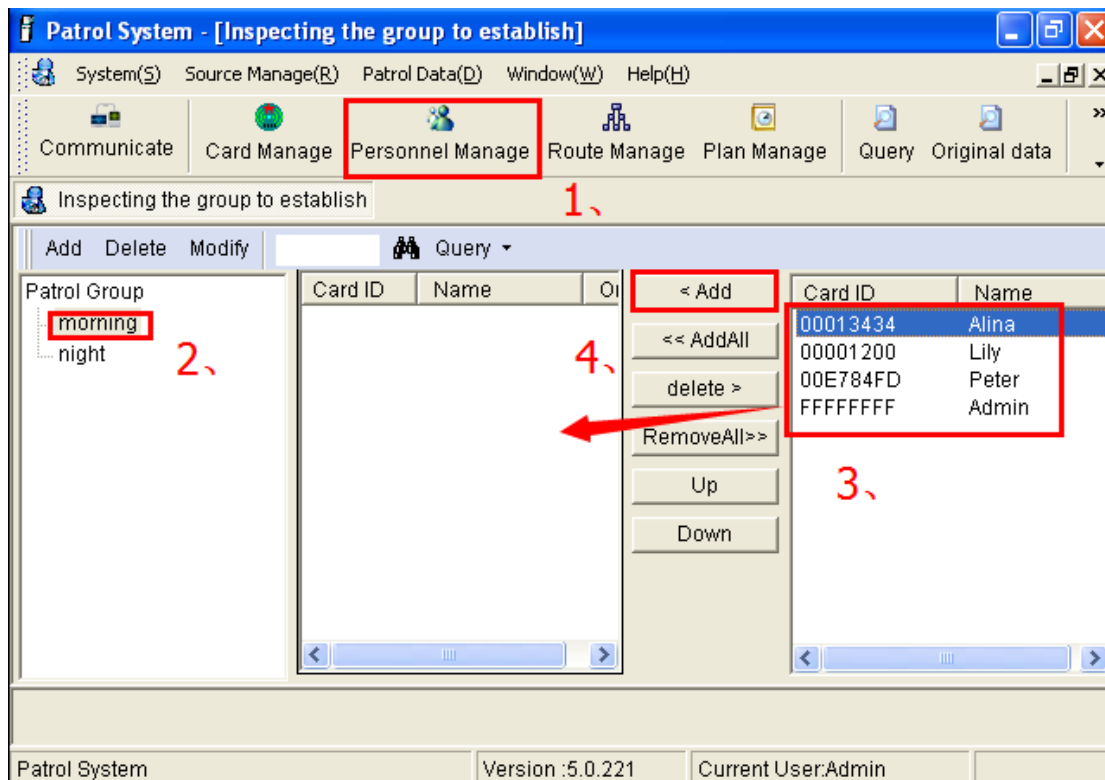 Patrol System - [Inspecting the group to establish]
System(S) Source Manage(R) Patrol Data(D) Window(W) Help(H)
Communicate Card Manage Personnel Manage Route Manage Plan Manage Query Original data
Inspecting the group to establish
1、
Add Delete Modify Query
Patrol Group
morning
night
2、
Card ID Name
4、
< Add
<< AddAll
delete >
RemoveAll>>
Up
Down
Card ID Name
00013434 Alina
00001200 Lily
00E784FD Peter
FFFFFFFF Admin
3、
Patrol System Version :5.0.221 Current User:Admin